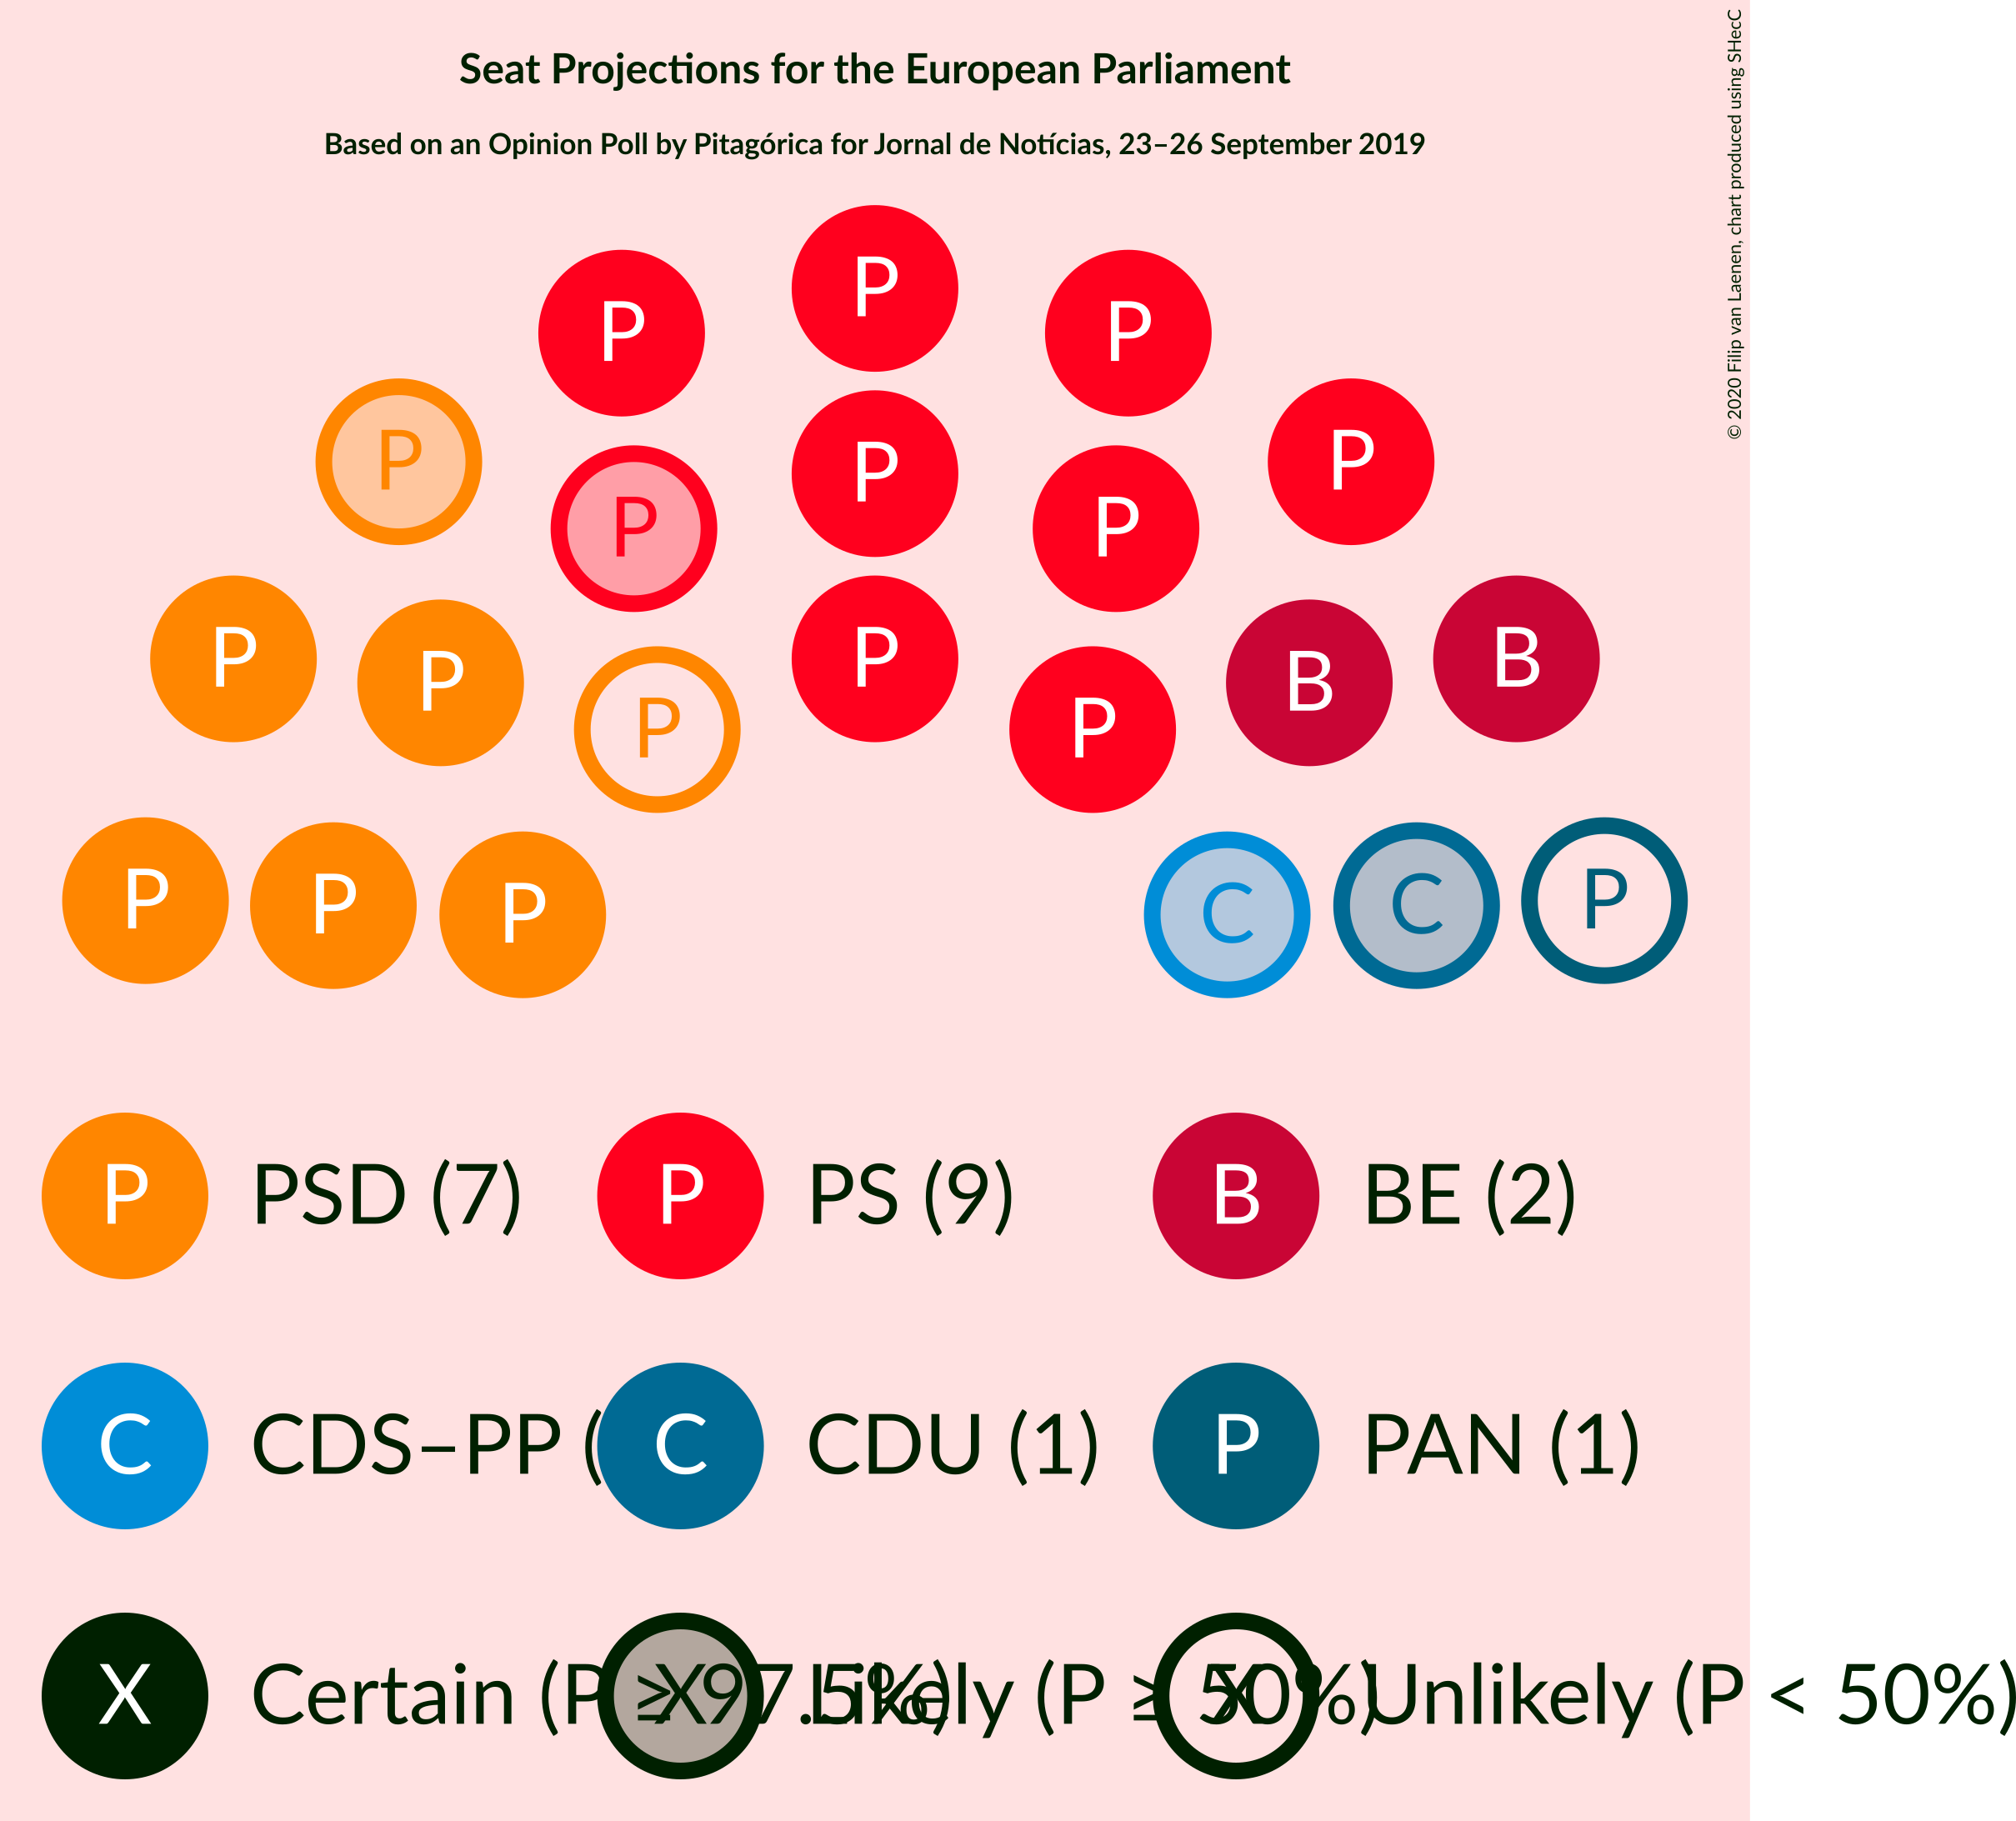 Seat Projections for the European Parliament
Based on an Opinion Poll by Pitagórica for Jornal de Notícias, 23–26 September 2019
© 2020 Filip van Laenen, chart produced using SHecC
P
P P
P P
P
P P
P P
P B
P B
P P
P P
P C C P
P PSD (7) P PS (9) B BE (2)
C CDS–PP ( C CDU (1) P PAN (1)
X Certain (P ≥ 97.5%) X Likely (P ≥ 50%) X Unlikely (P < 50%)